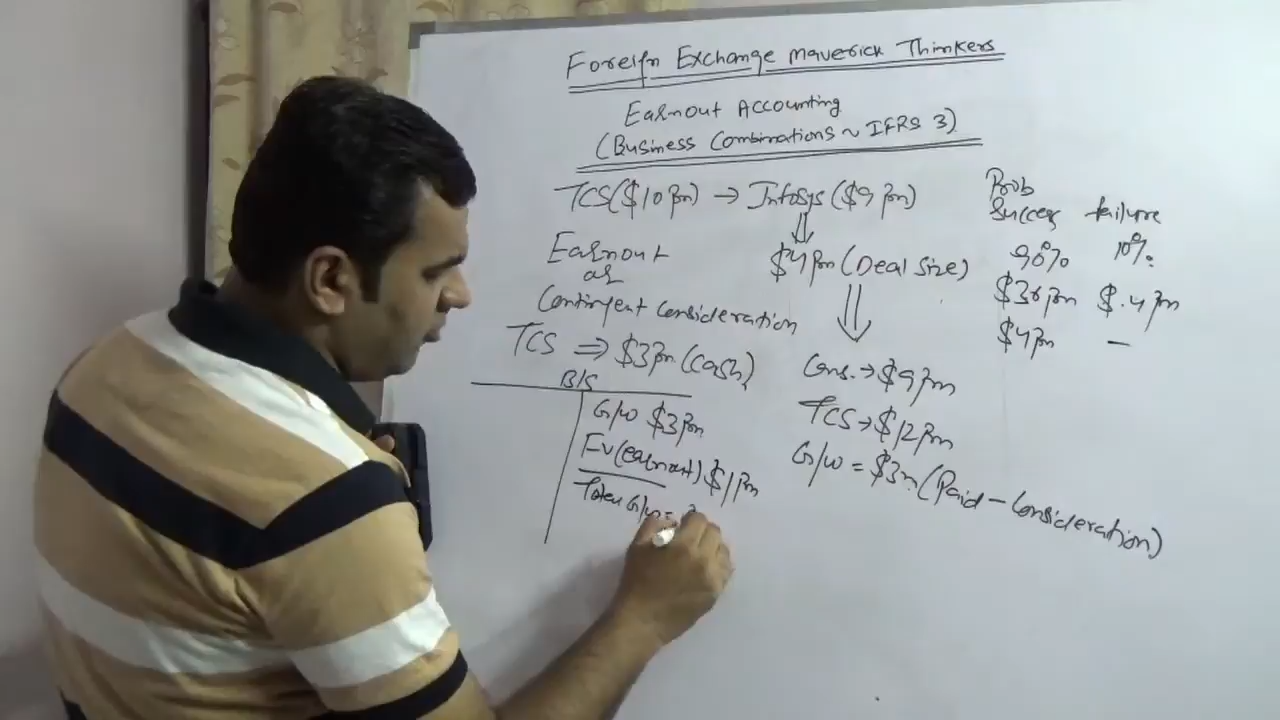 Foreign Exchange Maverick Thinkers
Earnout Accounting
(Business Combinations ~ IFRS 3)
TCS($10 bn) → Infosys ($9 bn)
⇓
$4 bn (Deal Size)
⇓
Earnout
or
Contingent Consideration
TCS ⇒ $3 bn (cash)
B/S
G/W $3 bn
Fv (earnout) $1 bn
Total G/W =
Cons. → $9 bn
TCS → $12 bn
G/W = $3 (Paid - Consideration)
Prob
Success failure
90% 10%
$36 bn $.4 bn
$4 bn –